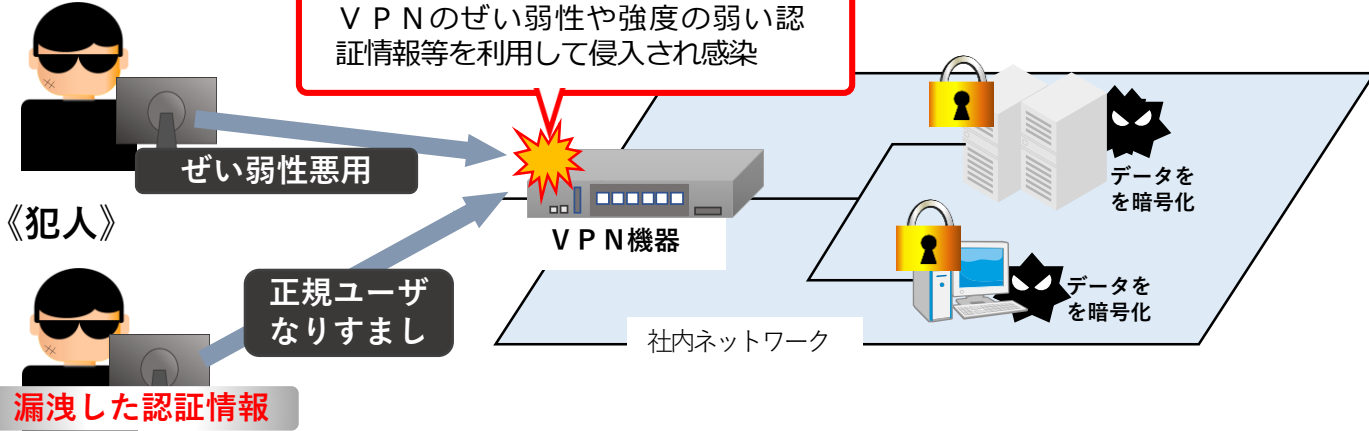 ＶＰＮのぜい弱性や強度の弱い認
証情報等を利用して侵入され感染
ぜい弱性悪用
《犯人》
ＶＰＮ機器
データを
を暗号化
正規ユーザ
なりすまし
データを
を暗号化
社内ネットワーク
漏洩した認証情報